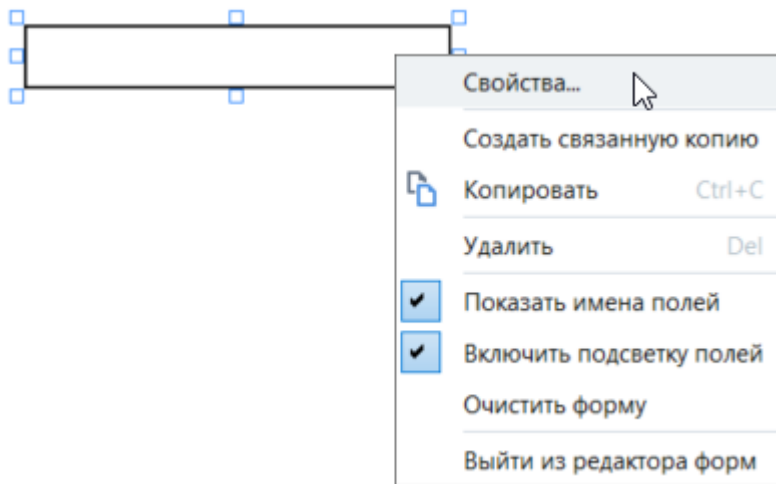 Свойства...
Создать связанную копию
Копировать Ctrl+C
Удалить Del
Показать имена полей
Включить подсветку полей
Очистить форму
Выйти из редактора форм